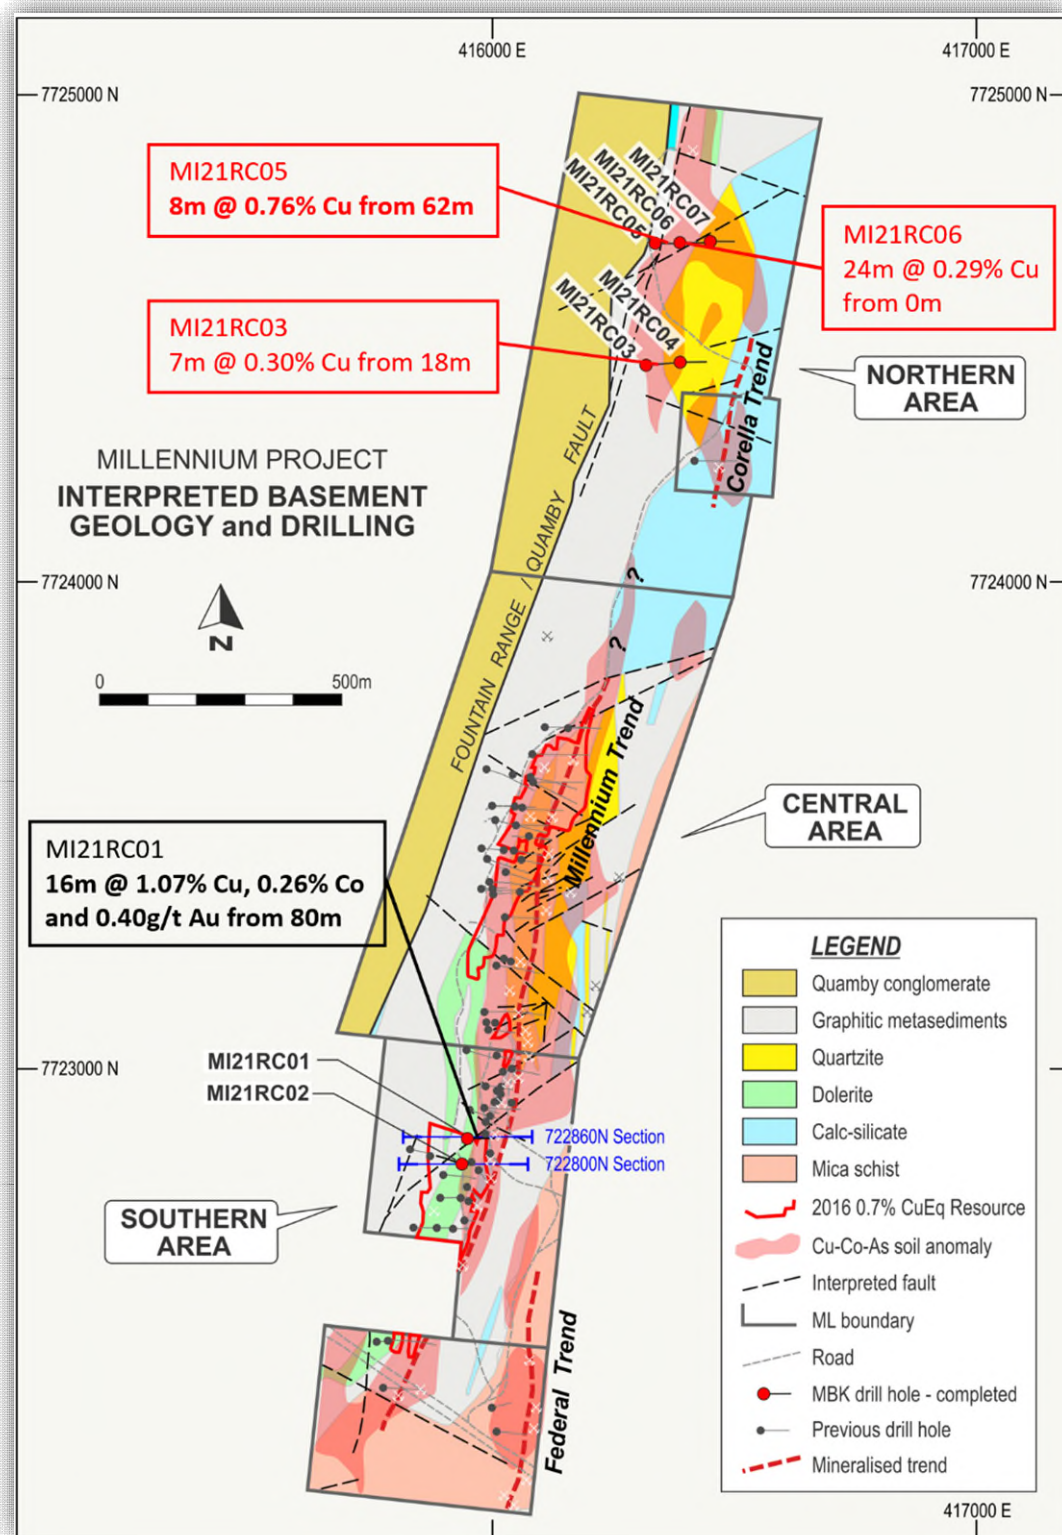 416000 E
417000 E
7725000 N
7725000 N
MI21RC05
8m @ 0.76% Cu from 62m
MI21RC07
MI21RC06
MI21RC05
MI21RC06
24m @ 0.29% Cu
from 0m
MI21RC04
MI21RC03
MI21RC03
7m @ 0.30% Cu from 18m
NORTHERN
AREA
Corella Trend
MILLENNIUM PROJECT
INTERPRETED BASEMENT
GEOLOGY and DRILLING
FOUNTAIN RANGE / QUAMBY FAULT
7724000 N
7724000 N
?
?
N
0
500m
Millennium Trend
CENTRAL
AREA
MI21RC01
16m @ 1.07% Cu, 0.26% Co
and 0.40g/t Au from 80m
7723000 N
MI21RC01
MI21RC02
722860N Section
722800N Section
SOUTHERN
AREA
Federal Trend
LEGEND
Quamby conglomerate
Graphitic metasediments
Quartzite
Dolerite
Calc-silicate
Mica schist
2016 0.7% CuEq Resource
Cu-Co-As soil anomaly
Interpreted fault
ML boundary
Road
MBK drill hole - completed
Previous drill hole
Mineralised trend
417000 E